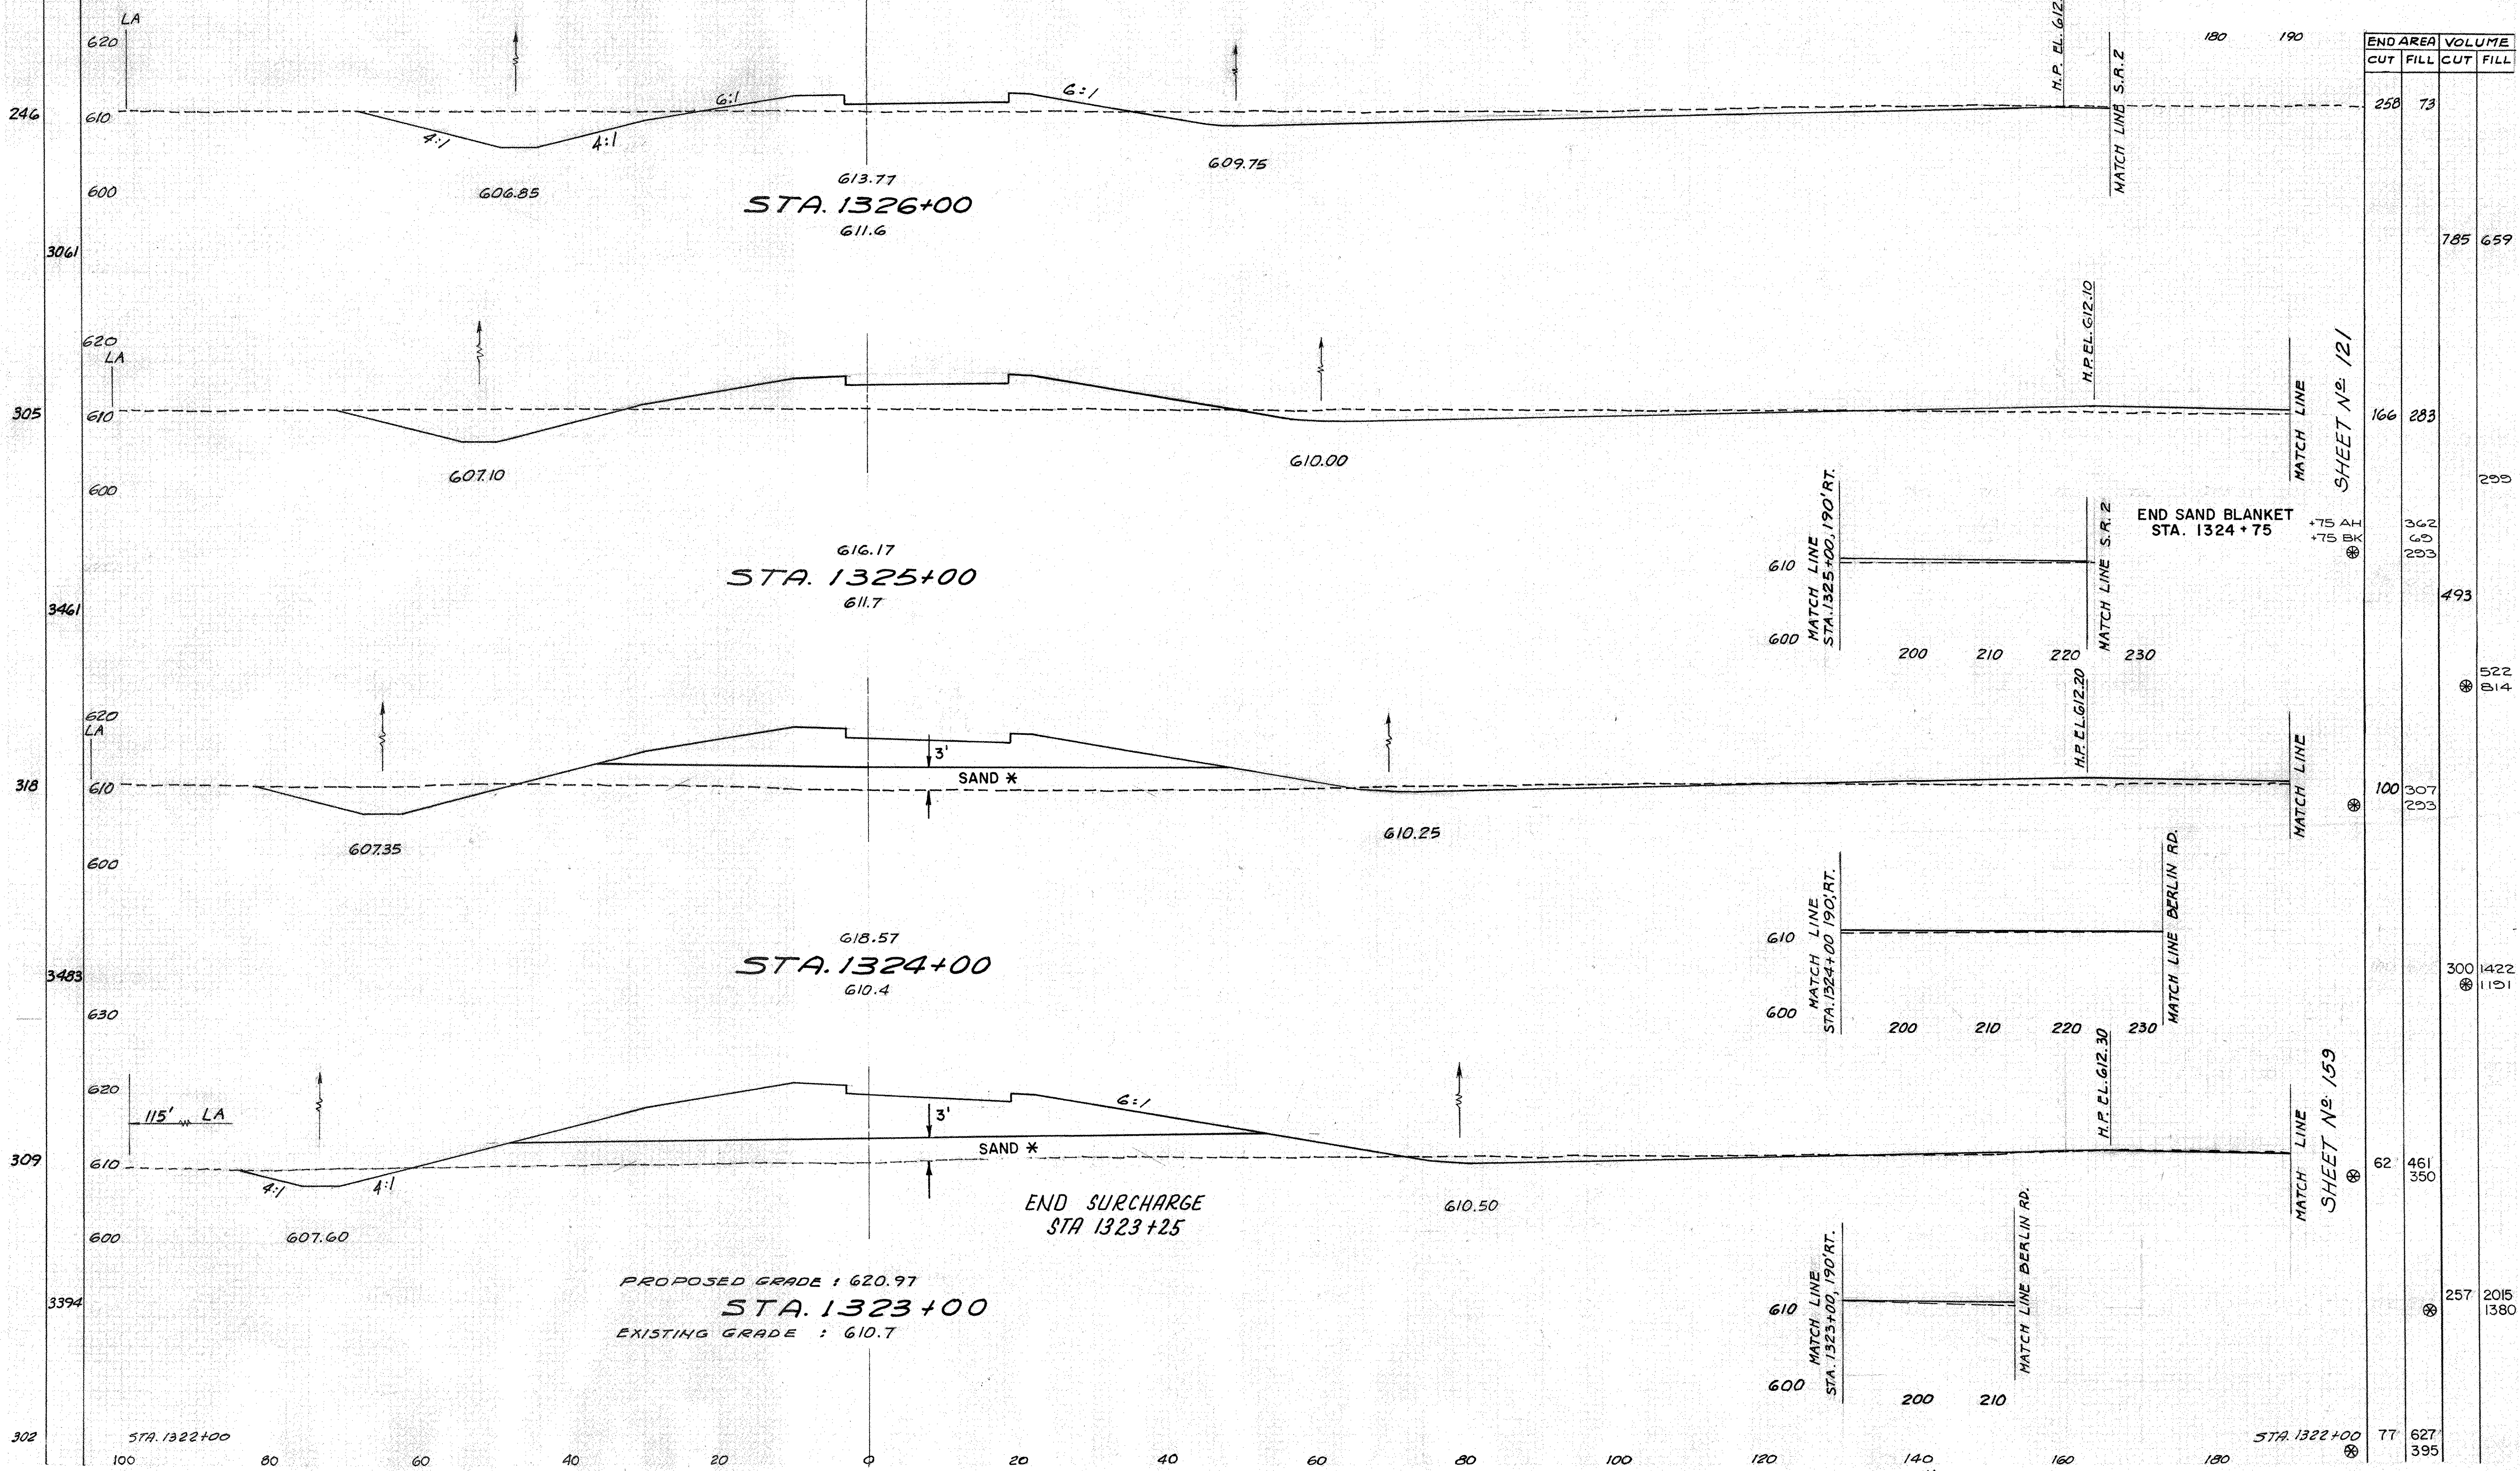 LA
620
H.P. EL. 612.
180 190
END AREA VOLUME
CUT FILL CUT FILL
246
610
6:1
6:1
258 73
4:1
4:1
MATCH LINE S.R. 2
600
606.85
609.75
613.77
STA. 1326+00
611.6
3061
785 659
620
LA
H.P. EL. 612.10
305
610
MATCH LINE
SHEET Nº 121
166 283
607.10
610.00
600
299
616.17
STA. 1325+00
611.7
610
600
MATCH LINE
STA. 1325+00, 190' RT.
MATCH LINE S.R. 2
200 210 220 230
END SAND BLANKET
STA. 1324+75
+75 AH 362
+75 BK 69
⊛ 293
3461
493
522
⊛ 814
620
LA
H.P. EL. 612.20
318
610
3'
SAND *
MATCH LINE
100 307
⊛ 293
607.35
610.25
600
618.57
STA. 1324+00
610.4
610
600
MATCH LINE
STA. 1324+00 190' RT.
MATCH LINE BERLIN RD.
200 210 220 230
3483
300 1422
⊛ 1191
630
620
115' LA
6:1
3'
SAND *
H.P. EL. 612.30
309
610
4:1
4:1
MATCH LINE
SHEET Nº 159
62 461
⊛ 350
END SURCHARGE
STA 1323+25
610.50
600
607.60
PROPOSED GRADE : 620.97
STA. 1323+00
EXISTING GRADE : 610.7
610
600
MATCH LINE
STA. 1323+00, 190' RT.
MATCH LINE BERLIN RD.
200 210
3394
257 2015
⊛ 1380
302
STA. 1322+00
STA. 1322+00 77 627
⊛ 395
100 80 60 40 20 0 20 40 60 80 100 120 140 160 180